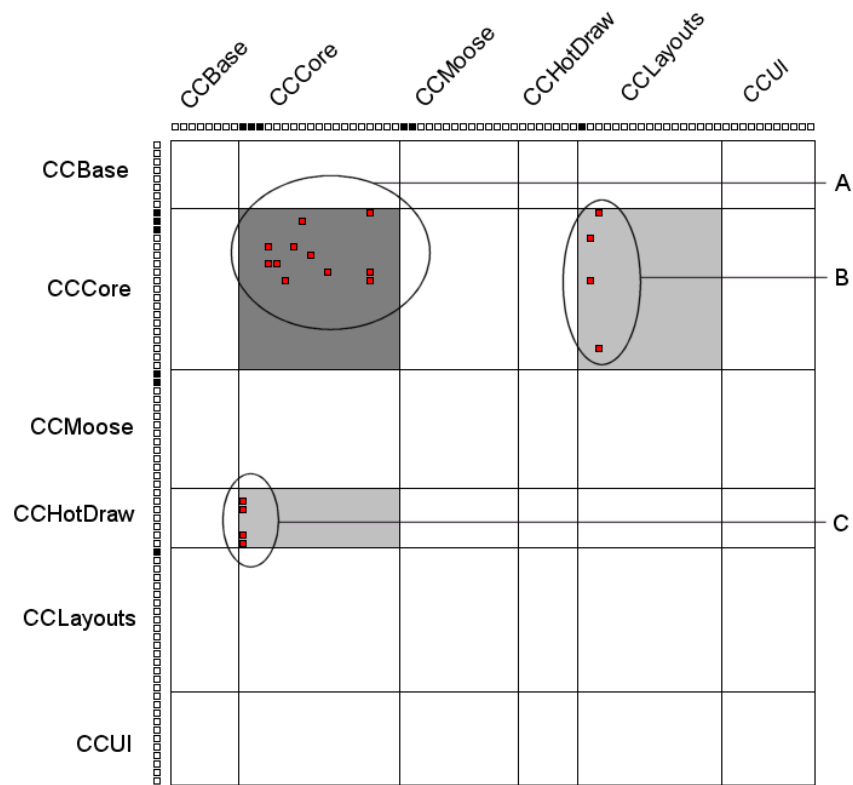 CCBase
CCCore
CCMoose
CCHotDraw
CCLayouts
CCUI
CCBase
A
CCCore
B
CCMoose
CCHotDraw
C
CCLayouts
CCUI